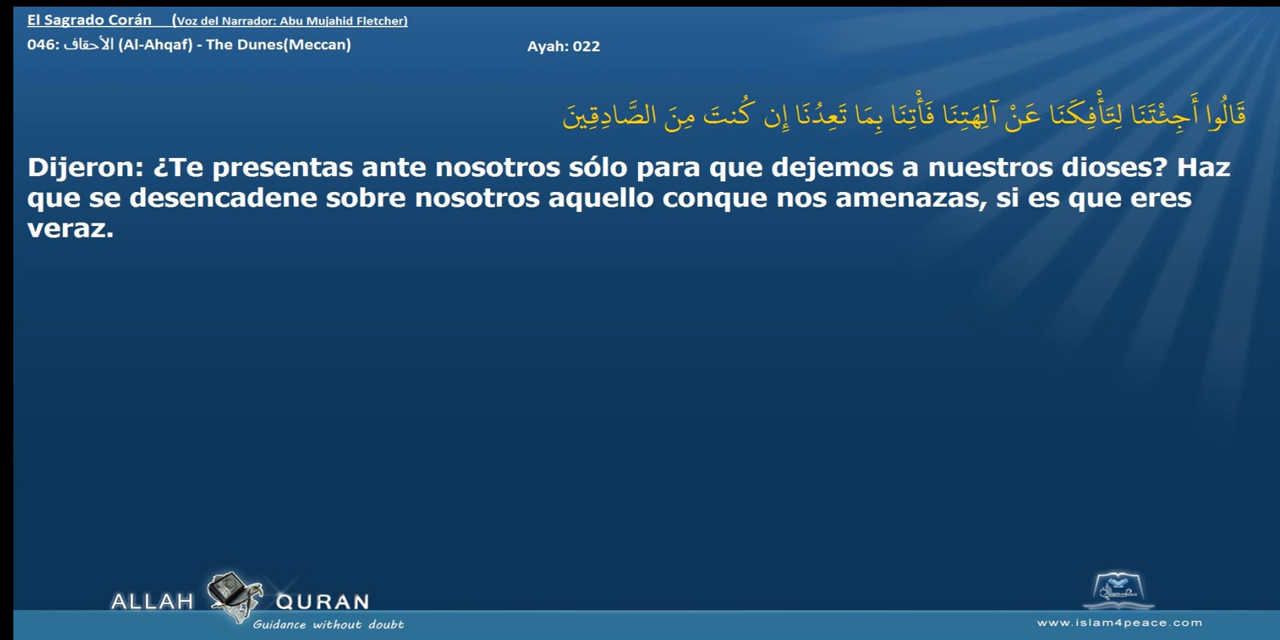 El Sagrado Corán (Voz del Narrador: Abu Mujahid Fletcher)
046: الأحقاف (Al-Ahqaf) - The Dunes(Meccan) Ayah: 022
قَالُوا أَجِئْتَنَا لِتَأْفِكَنَا عَنْ آلِهَتِنَا فَأْتِنَا بِمَا تَعِدُنَا إِن كُنتَ مِنَ الصَّادِقِينَ
Dijeron: ¿Te presentas ante nosotros sólo para que dejemos a nuestros dioses? Haz
que se desencadene sobre nosotros aquello conque nos amenazas, si es que eres
veraz.
ALLAH QURAN
Guidance without doubt
www.islam4peace.com